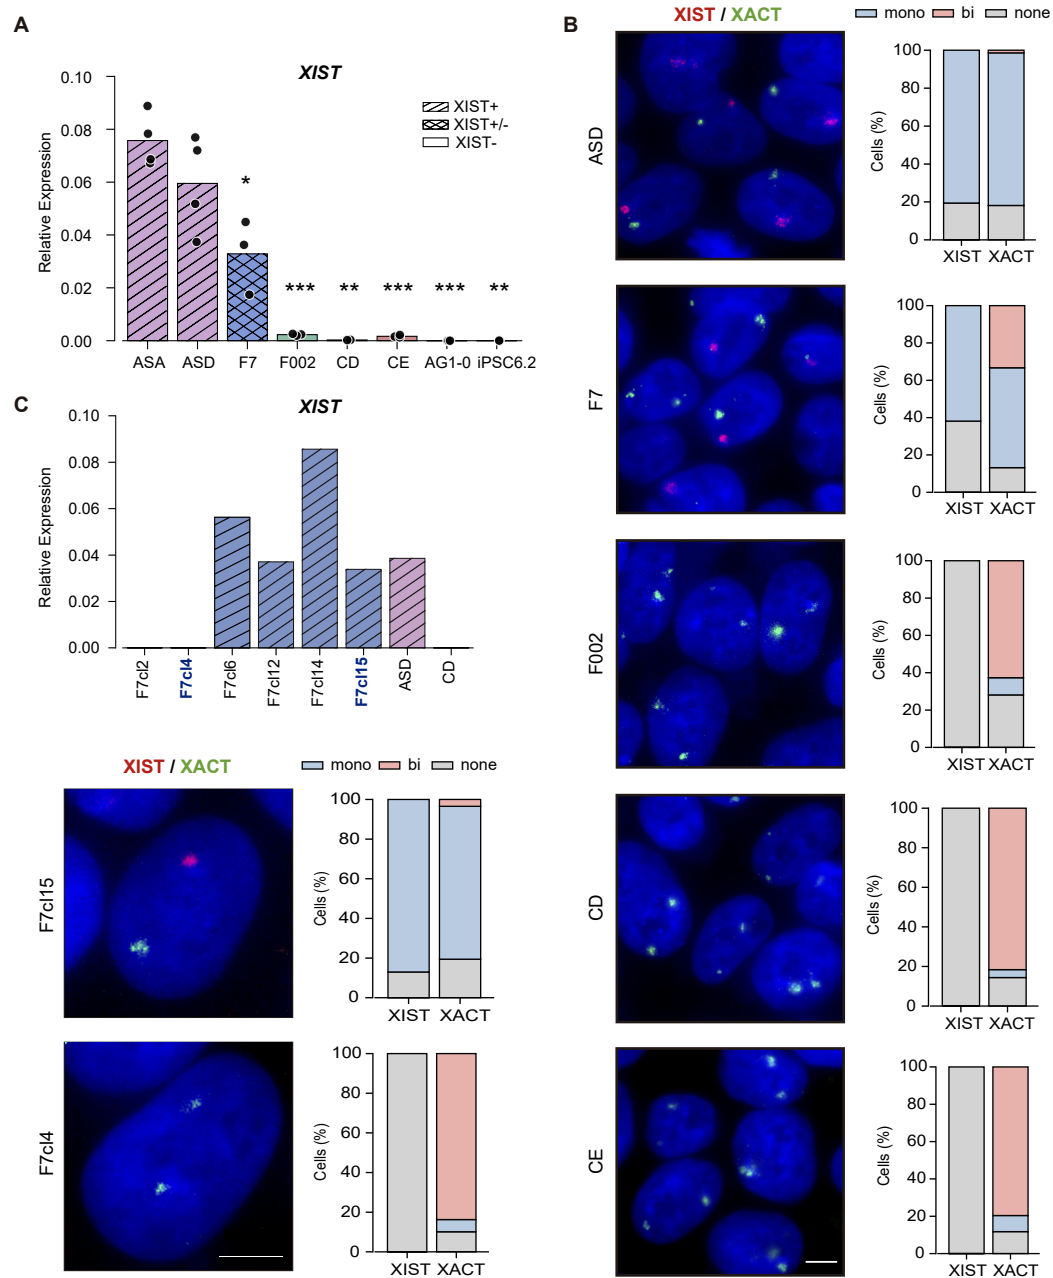 A
XIST
0.10
0.08
0.06
0.04
0.02
0.00
Relative Expression
XIST+
XIST+/-
XIST-
*
*** ** *** *** **
ASA ASD F7 F002 CD CE AG1-0 iPSC6.2
B
XIST / XACT
mono bi none
ASD
100
80
60
40
20
0
Cells (%)
XIST XACT
F7
100
80
60
40
20
0
Cells (%)
XIST XACT
F002
100
80
60
40
20
0
Cells (%)
XIST XACT
CD
100
80
60
40
20
0
Cells (%)
XIST XACT
CE
100
80
60
40
20
0
Cells (%)
XIST XACT
C
XIST
0.10
0.08
0.06
0.04
0.02
0.00
Relative Expression
F7cl2 F7cl4 F7cl6 F7cl12 F7cl14 F7cl15 ASD CD
XIST / XACT
mono bi none
F7cl15
100
80
60
40
20
0
Cells (%)
XIST XACT
F7cl4
100
80
60
40
20
0
Cells (%)
XIST XACT